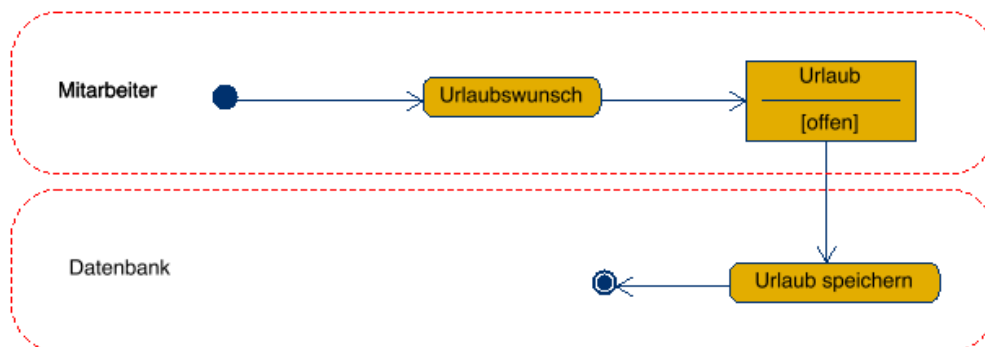 Mitarbeiter
Urlaubswunsch
Urlaub
[offen]
Datenbank
Urlaub speichern